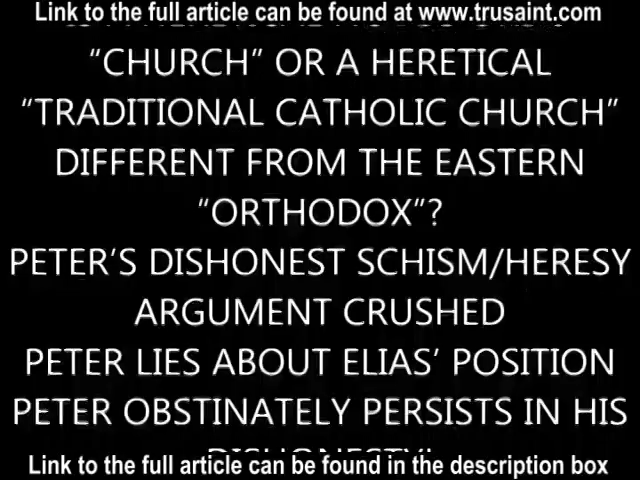 Link to the full article can be found at www.trusaint.com
“CHURCH” OR A HERETICAL
“TRADITIONAL CATHOLIC CHURCH”
DIFFERENT FROM THE EASTERN
“ORTHODOX”?
PETER’S DISHONEST SCHISM/HERESY
ARGUMENT CRUSHED
PETER LIES ABOUT ELIAS’ POSITION
PETER OBSTINATELY PERSISTS IN HIS
Link to the full article can be found in the description box